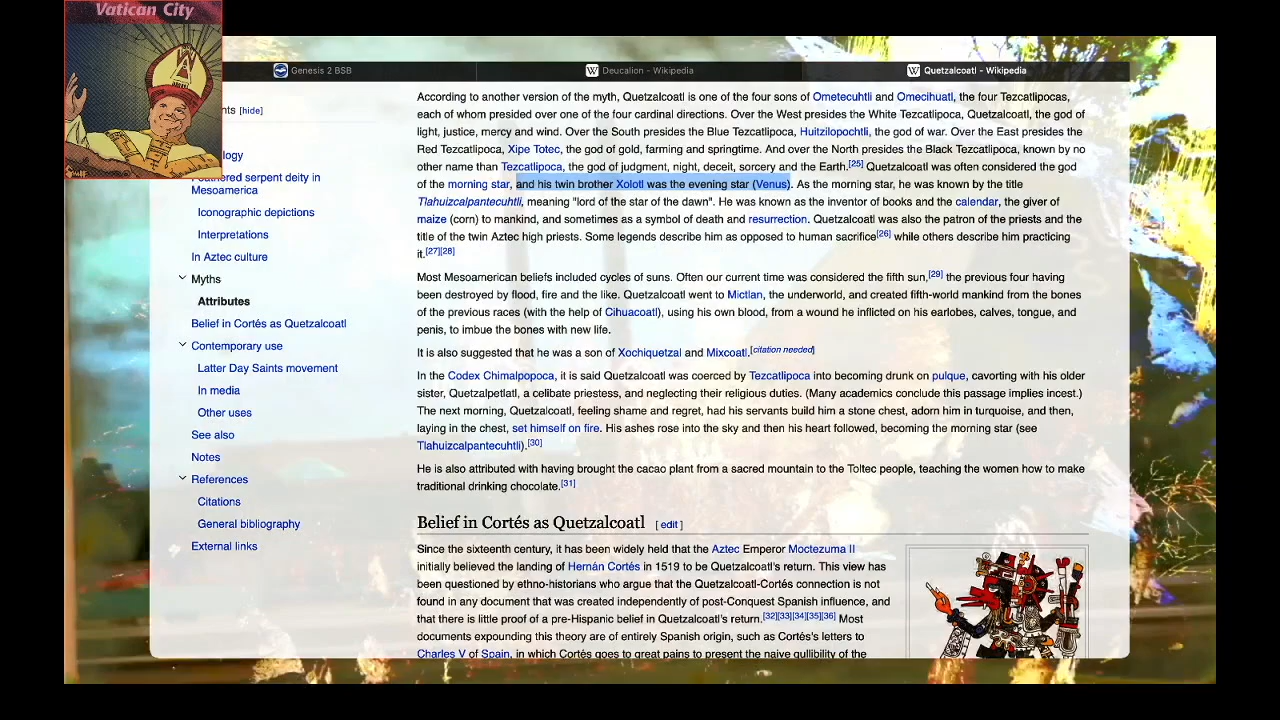 Vatican City
Genesis 2 BSB
Deucalion - Wikipedia
Quetzalcoatl - Wikipedia
nts [hide]
logy
Feathered serpent deity in
Mesoamerica
Iconographic depictions
Interpretations
In Aztec culture
Myths
Attributes
Belief in Cortés as Quetzalcoatl
Contemporary use
Latter Day Saints movement
In media
Other uses
See also
Notes
References
Citations
General bibliography
External links
According to another version of the myth, Quetzalcoatl is one of the four sons of Ometecuhtli and Omecihuatl, the four Tezcatlipocas,
each of whom presided over one of the four cardinal directions. Over the West presides the White Tezcatlipoca, Quetzalcoatl, the god of
light, justice, mercy and wind. Over the South presides the Blue Tezcatlipoca, Huitzilopochtli, the god of war. Over the East presides the
Red Tezcatlipoca, Xipe Totec, the god of gold, farming and springtime. And over the North presides the Black Tezcatlipoca, known by no
other name than Tezcatlipoca, the god of judgment, night, deceit, sorcery and the Earth.[25] Quetzalcoatl was often considered the god
of the morning star, and his twin brother Xolotl was the evening star (Venus). As the morning star, he was known by the title
Tlahuizcalpantecuhtli, meaning "lord of the star of the dawn". He was known as the inventor of books and the calendar, the giver of
maize (corn) to mankind, and sometimes as a symbol of death and resurrection. Quetzalcoatl was also the patron of the priests and the
title of the twin Aztec high priests. Some legends describe him as opposed to human sacrifice[26] while others describe him practicing
it.[27][28]
Most Mesoamerican beliefs included cycles of suns. Often our current time was considered the fifth sun,[29] the previous four having
been destroyed by flood, fire and the like. Quetzalcoatl went to Mictlan, the underworld, and created fifth-world mankind from the bones
of the previous races (with the help of Cihuacoatl), using his own blood, from a wound he inflicted on his earlobes, calves, tongue, and
penis, to imbue the bones with new life.
It is also suggested that he was a son of Xochiquetzal and Mixcoatl.[citation needed]
In the Codex Chimalpopoca, it is said Quetzalcoatl was coerced by Tezcatlipoca into becoming drunk on pulque, cavorting with his older
sister, Quetzalpetlatl, a celibate priestess, and neglecting their religious duties. (Many academics conclude this passage implies incest.)
The next morning, Quetzalcoatl, feeling shame and regret, had his servants build him a stone chest, adorn him in turquoise, and then,
laying in the chest, set himself on fire. His ashes rose into the sky and then his heart followed, becoming the morning star (see
Tlahuizcalpantecuhtli).[30]
He is also attributed with having brought the cacao plant from a sacred mountain to the Toltec people, teaching the women how to make
traditional drinking chocolate.[31]
Belief in Cortés as Quetzalcoatl [ edit ]
Since the sixteenth century, it has been widely held that the Aztec Emperor Moctezuma II
initially believed the landing of Hernán Cortés in 1519 to be Quetzalcoatl's return. This view has
been questioned by ethno-historians who argue that the Quetzalcoatl-Cortés connection is not
found in any document that was created independently of post-Conquest Spanish influence, and
that there is little proof of a pre-Hispanic belief in Quetzalcoatl's return.[32][33][34][35][36] Most
documents expounding this theory are of entirely Spanish origin, such as Cortés's letters to
Charles V of Spain, in which Cortés goes to great pains to present the naive gullibility of the